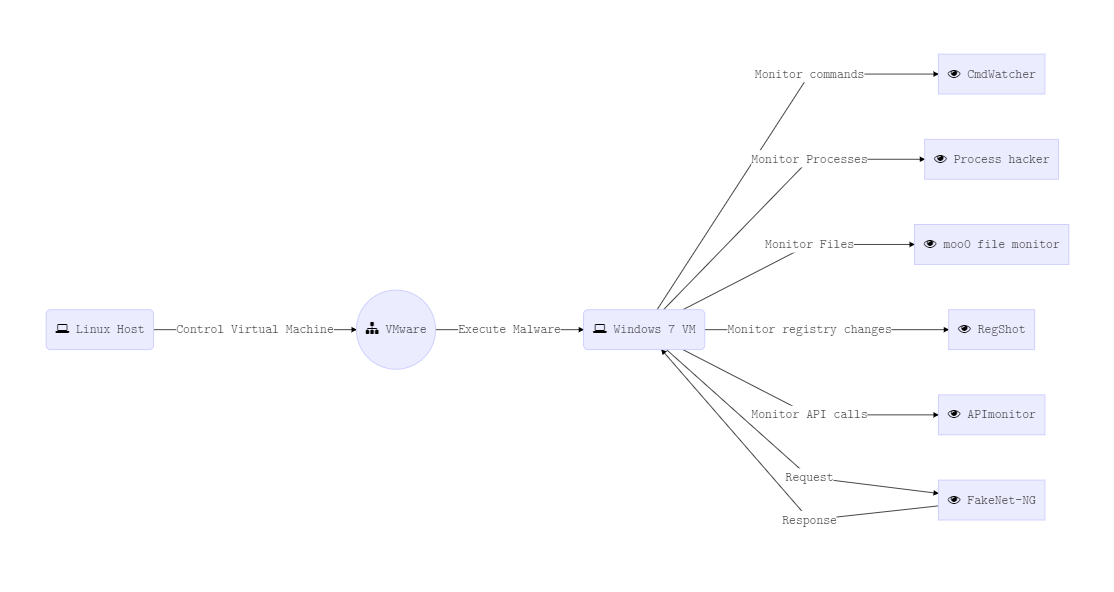 Monitor commands
CmdWatcher
Monitor Processes
Process hacker
Monitor Files
moo0 file monitor
Linux Host
Control Virtual Machine
VMware
Execute Malware
Windows 7 VM
Monitor registry changes
RegShot
Monitor API calls
APImonitor
Request
FakeNet-NG
Response